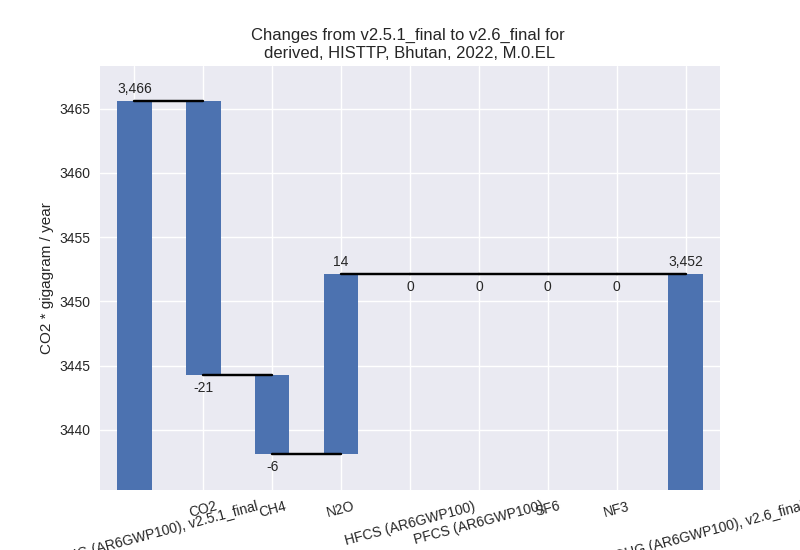 Changes from v2.5.1_final to v2.6_final for
derived, HISTTP, Bhutan, 2022, M.0.EL
CO2 * gigagram / year
3465
3460
3455
3450
3445
3440
3,466
-21
-6
14
0
0
0
0
3,452
(AR6GWP100), v2.5.1_final
CO2
CH4
N2O
HFCS (AR6GWP100)
PFCS (AR6GWP100)
SF6
NF3
(AR6GWP100), v2.6_final